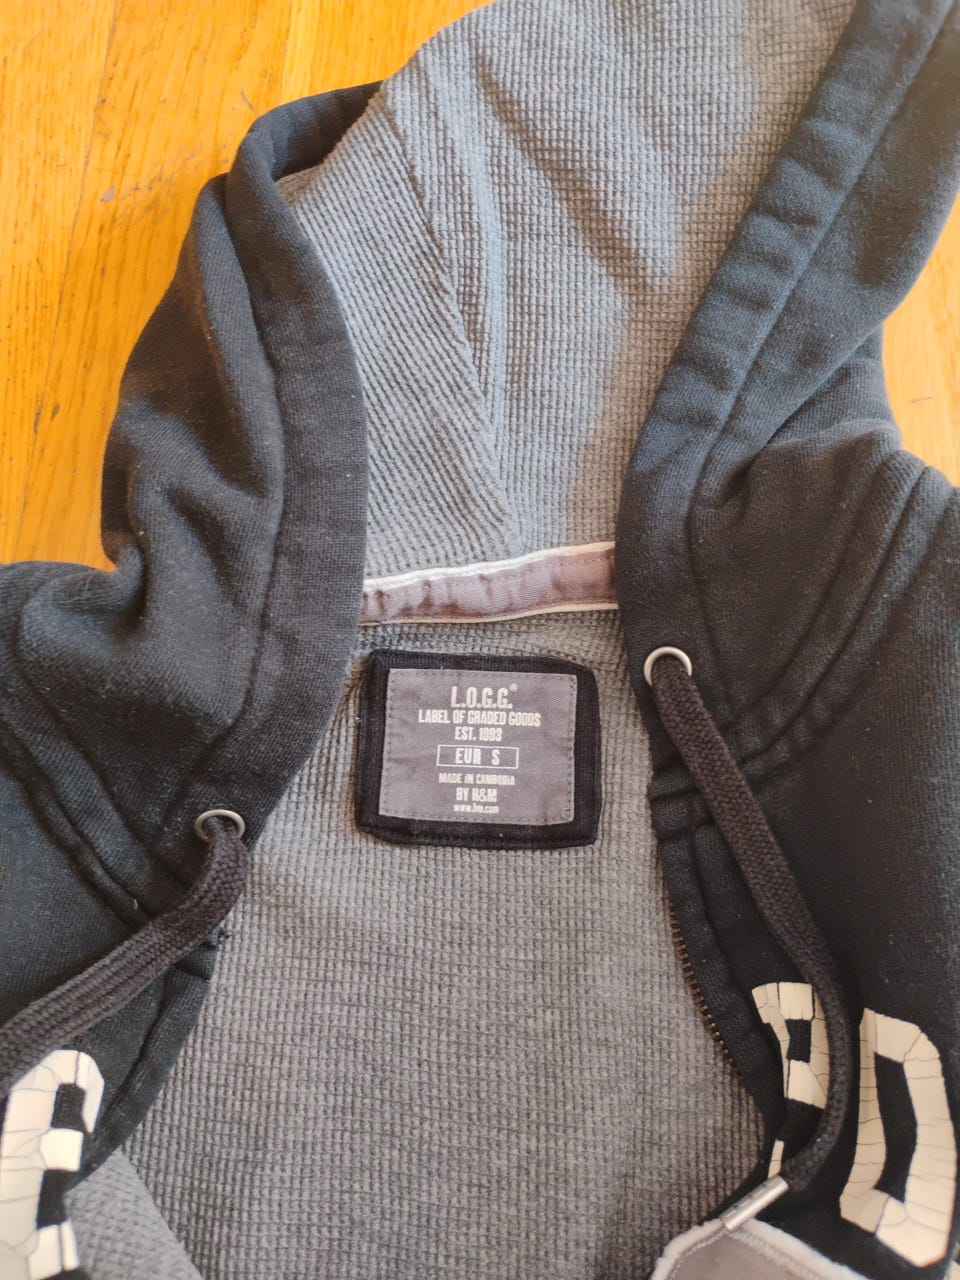 L.O.G.G.®
LABEL OF GRADED GOODS
EST. 1993
EUR S
MADE IN CAMBODIA
BY H&M
www.hm.com